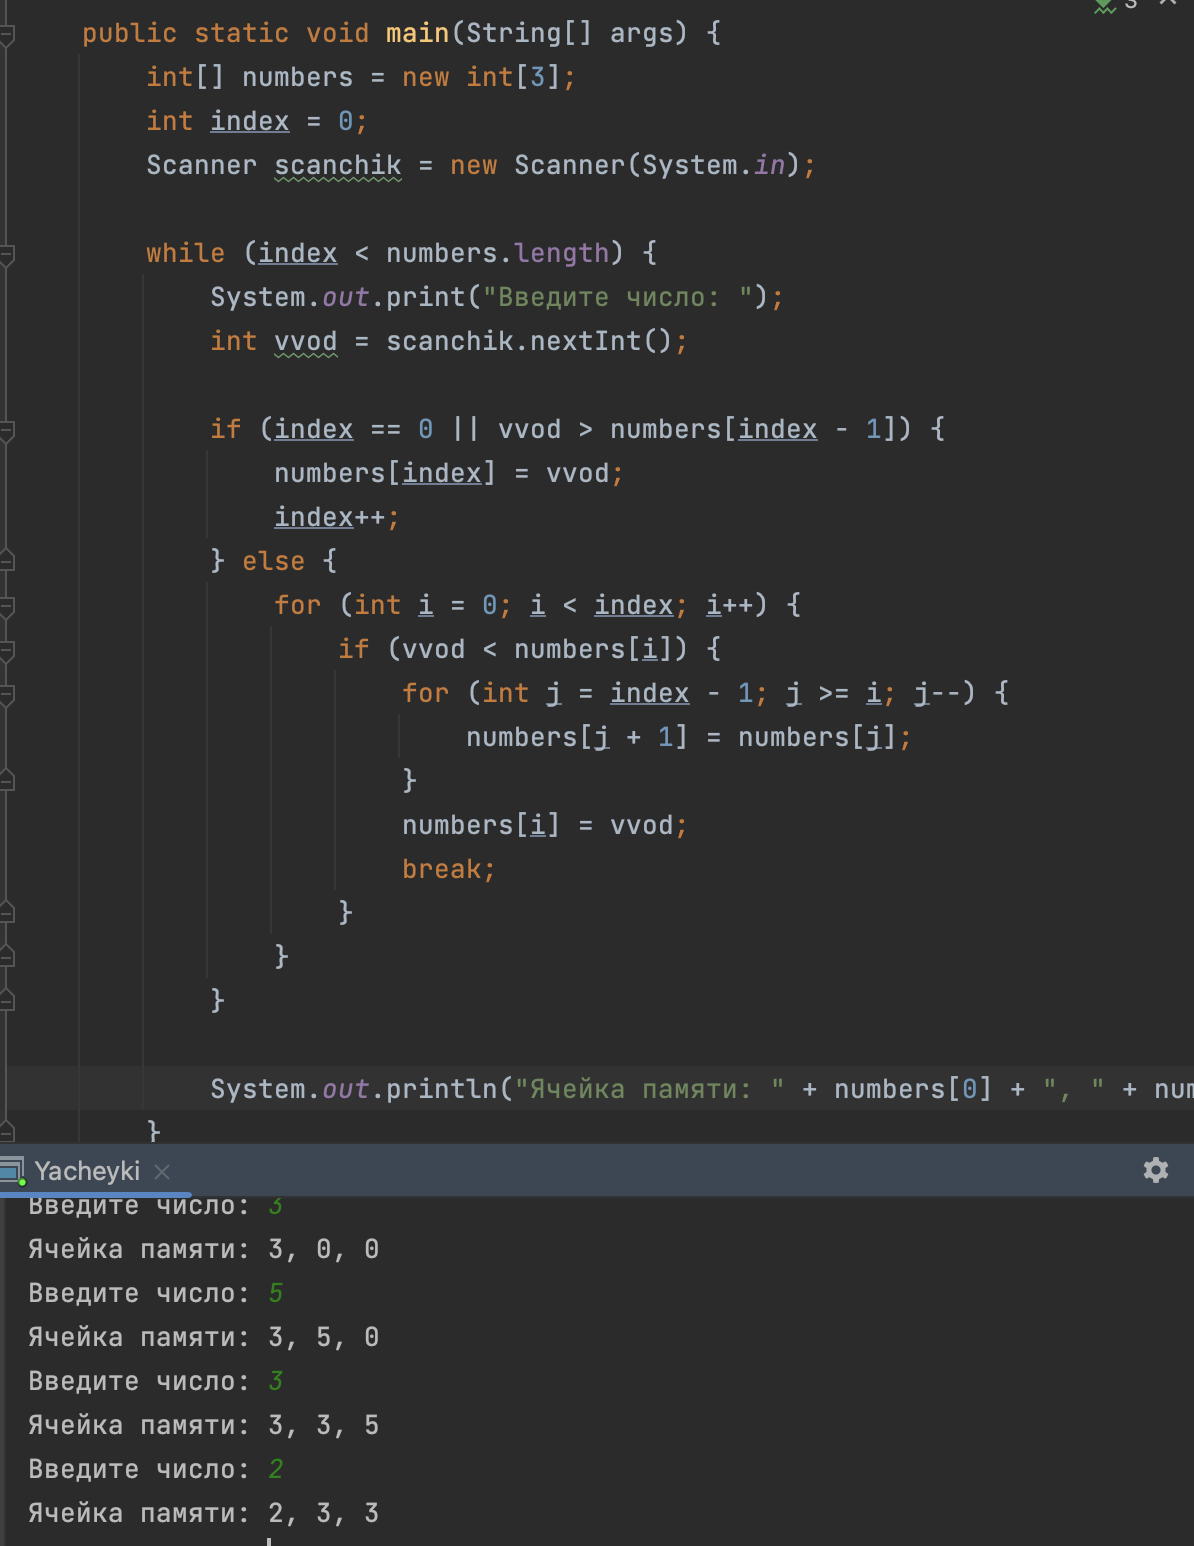 3
public static void main(String[] args) {
int[] numbers = new int[3];
int index = 0;
Scanner scanchik = new Scanner(System.in);
while (index < numbers.length) {
System.out.print("Введите число: ");
int vvod = scanchik.nextInt();
if (index == 0 || vvod > numbers[index - 1]) {
numbers[index] = vvod;
index++;
} else {
for (int i = 0; i < index; i++) {
if (vvod < numbers[i]) {
for (int j = index - 1; j >= i; j--) {
numbers[j + 1] = numbers[j];
}
numbers[i] = vvod;
break;
}
}
}
System.out.println("Ячейка памяти: " + numbers[0] + ", " + num
}
Yacheyki
Введите число: 3
Ячейка памяти: 3, 0, 0
Введите число: 5
Ячейка памяти: 3, 5, 0
Введите число: 3
Ячейка памяти: 3, 3, 5
Введите число: 2
Ячейка памяти: 2, 3, 3